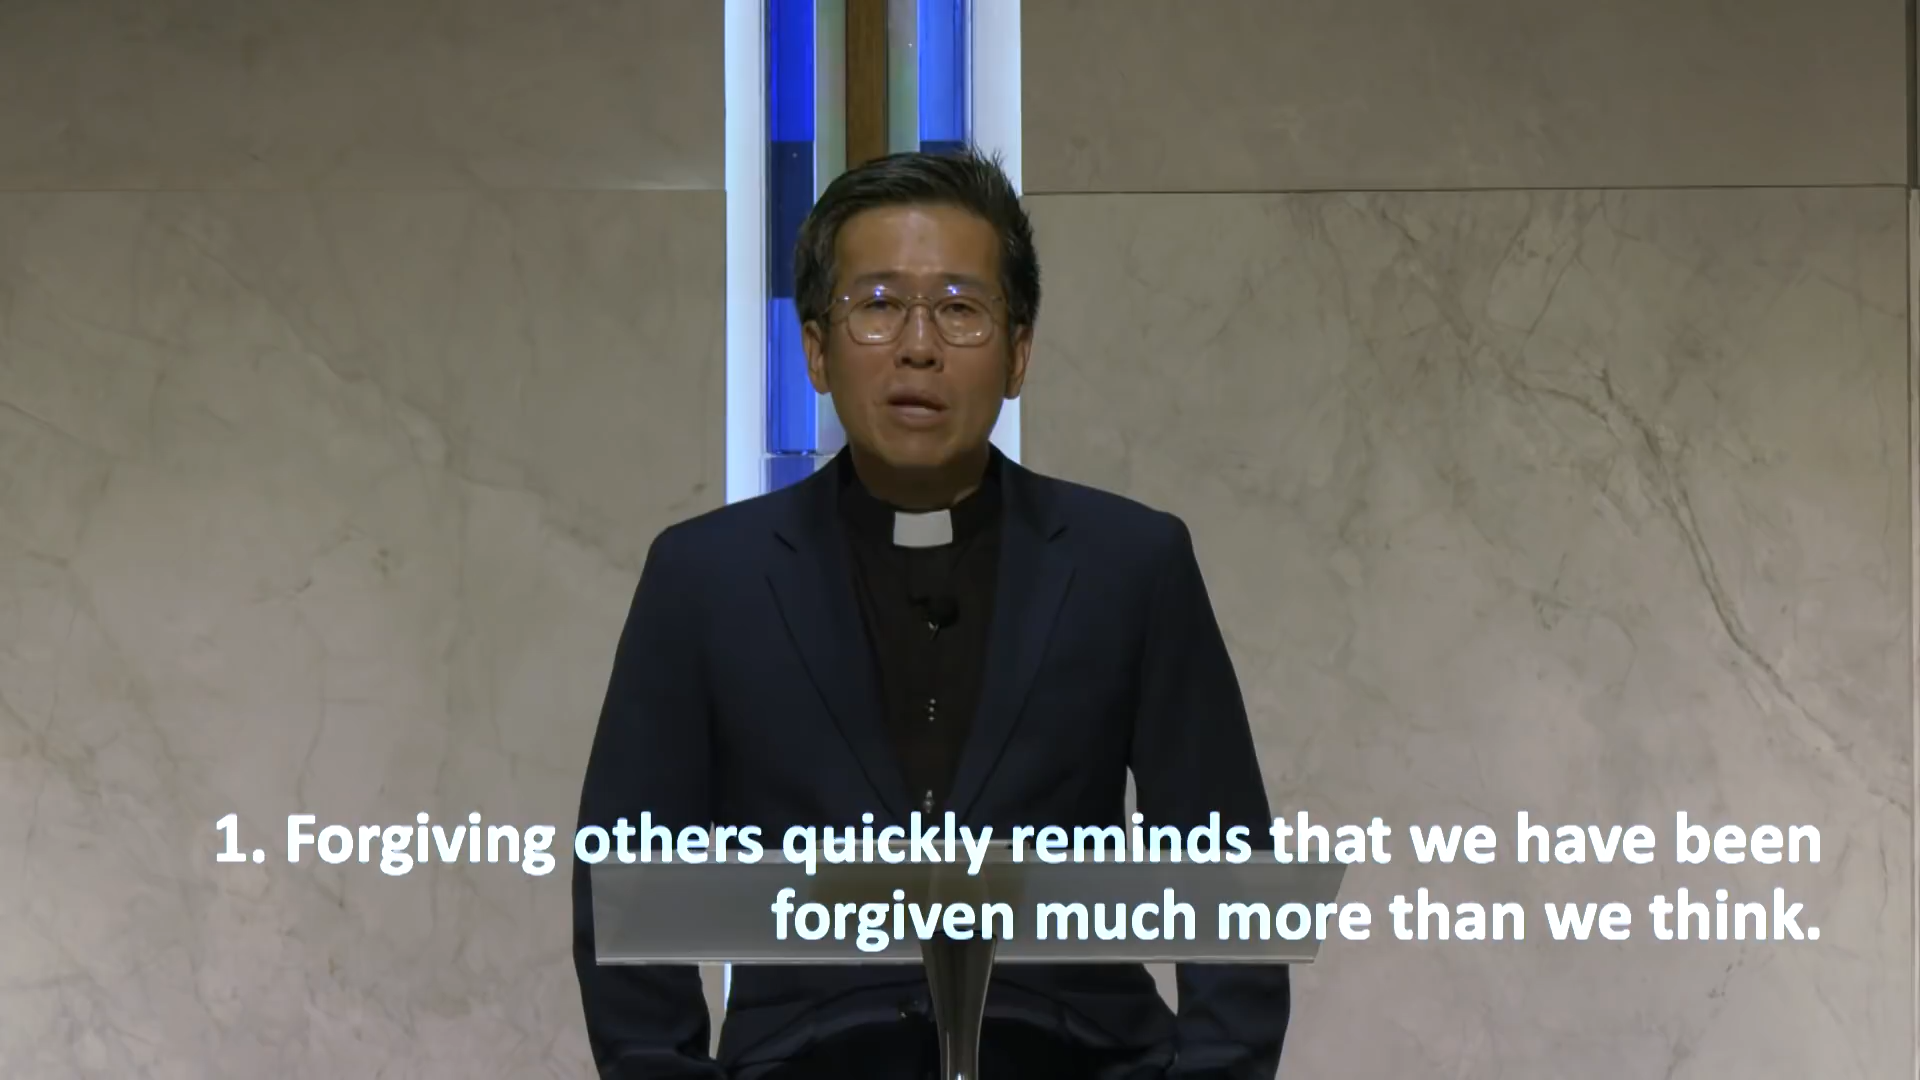 1. Forgiving others quickly reminds that we have been
forgiven much more than we think.